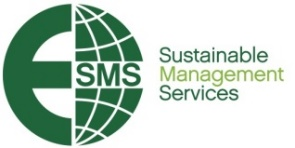 SMS
Sustainable
Management
Services